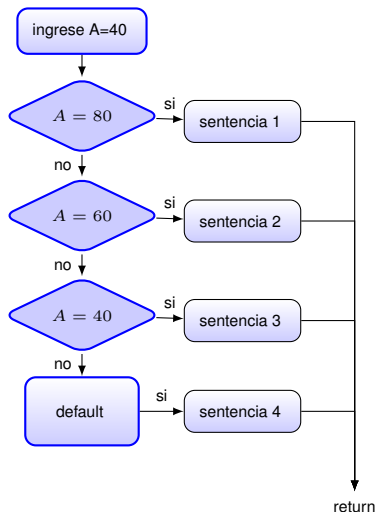 ingrese A=40
A = 80
si
sentencia 1
no
A = 60
si
sentencia 2
no
A = 40
si
sentencia 3
no
default
si
sentencia 4
return